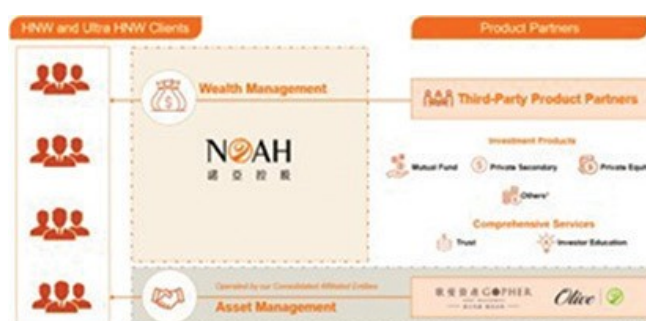 HNW and Ultra HNW Clients
Product Partners
Wealth Management
Third-Party Product Partners
NOAH
諾亞控股
Investment Products
Mutual Fund
Private Secondary
Private Equit
Others¹
Comprehensive Services
Trust
Investor Education
Operated by our Consolidated Affiliated Entities
Asset Management
GOPHER
Olive